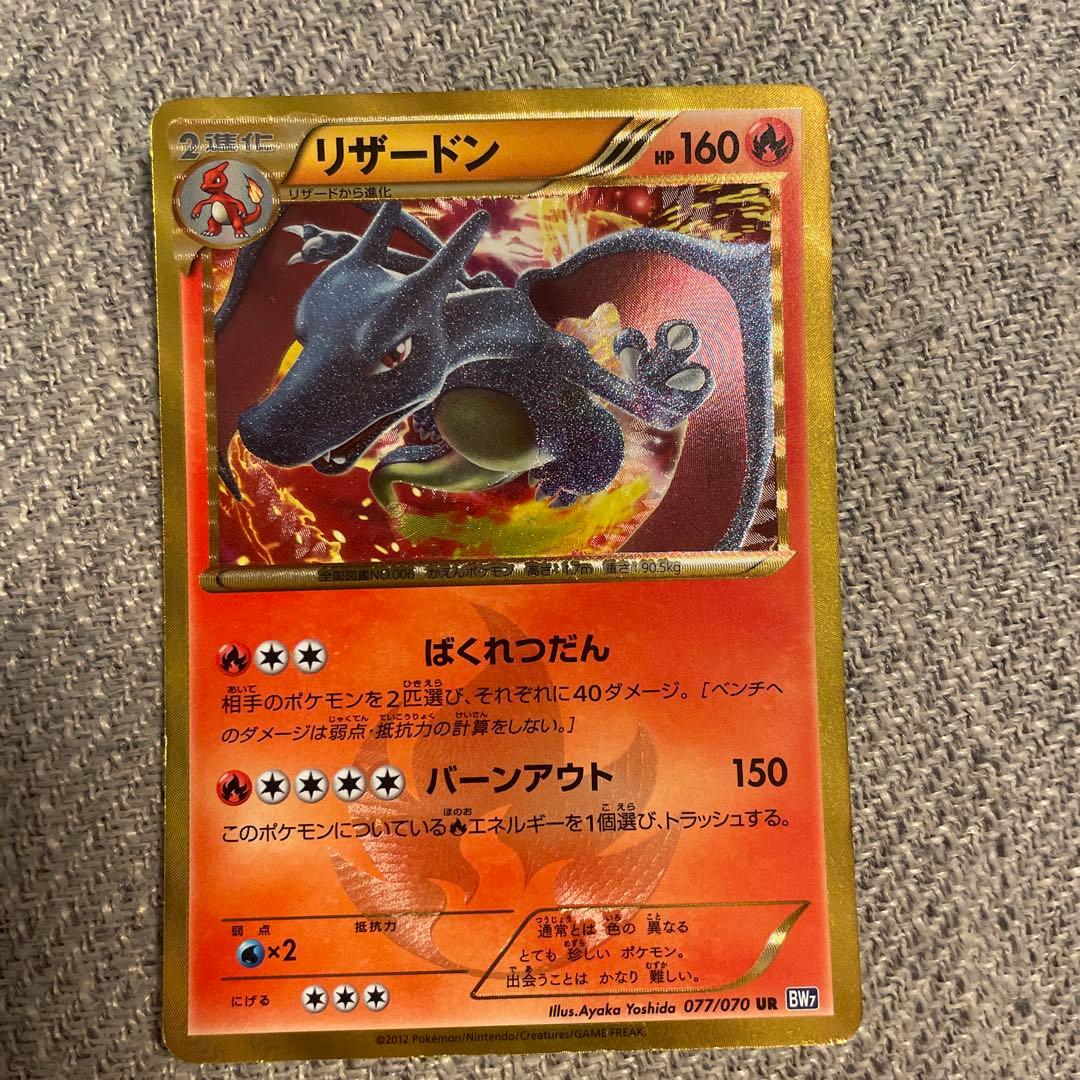 2進化
リザードン
HP 160
リザードから進化
全国図鑑NO.006 かえんポケモン 高さ:1.7m 重さ:90.5kg
ばくれつだん
相手のポケモンを2匹選び、それぞれに40ダメージ。[ベンチへ
のダメージは弱点・抵抗力の計算をしない。]
バーンアウト 150
このポケモンについているエネルギーを1個選び、トラッシュする。
弱点 抵抗力
×2
にげる
通常とは 色の 異なる
とても 珍しい ポケモン。
出会うことは かなり 難しい。
Illus.Ayaka Yoshida 077/070 UR BW7
©2012 Pokémon/Nintendo/Creatures/GAME FREAK.